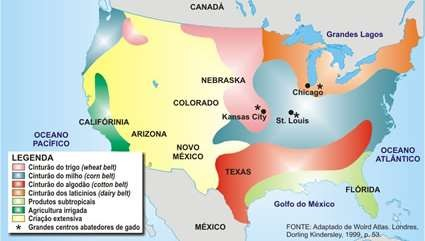 CANADÁ
Grandes Lagos
NEBRASKA
Chicago
COLORADO
CALIFÓRINIA
Kansas City
St. Louis
OCEANO
PACÍFICO
ARIZONA
NOVO
MÉXICO
OCEANO
ATLÂNTICO
TEXAS
FLÓRIDA
Golfo do México
MÉXICO
LEGENDA
Cinturão do trigo (wheat belt)
Cinturão do milho (corn belt)
Cinturão do algodão (cotton belt)
Cinturão dos laticínios (dairy belt)
Produtos subtropicais
Agricultura Irrigada
Criação extensiva
Grandes centros abatedores de gado
FONTE: Adaptado de Woird Atlas. Londres,
Dorling Kindersley, 1999, p. 53.